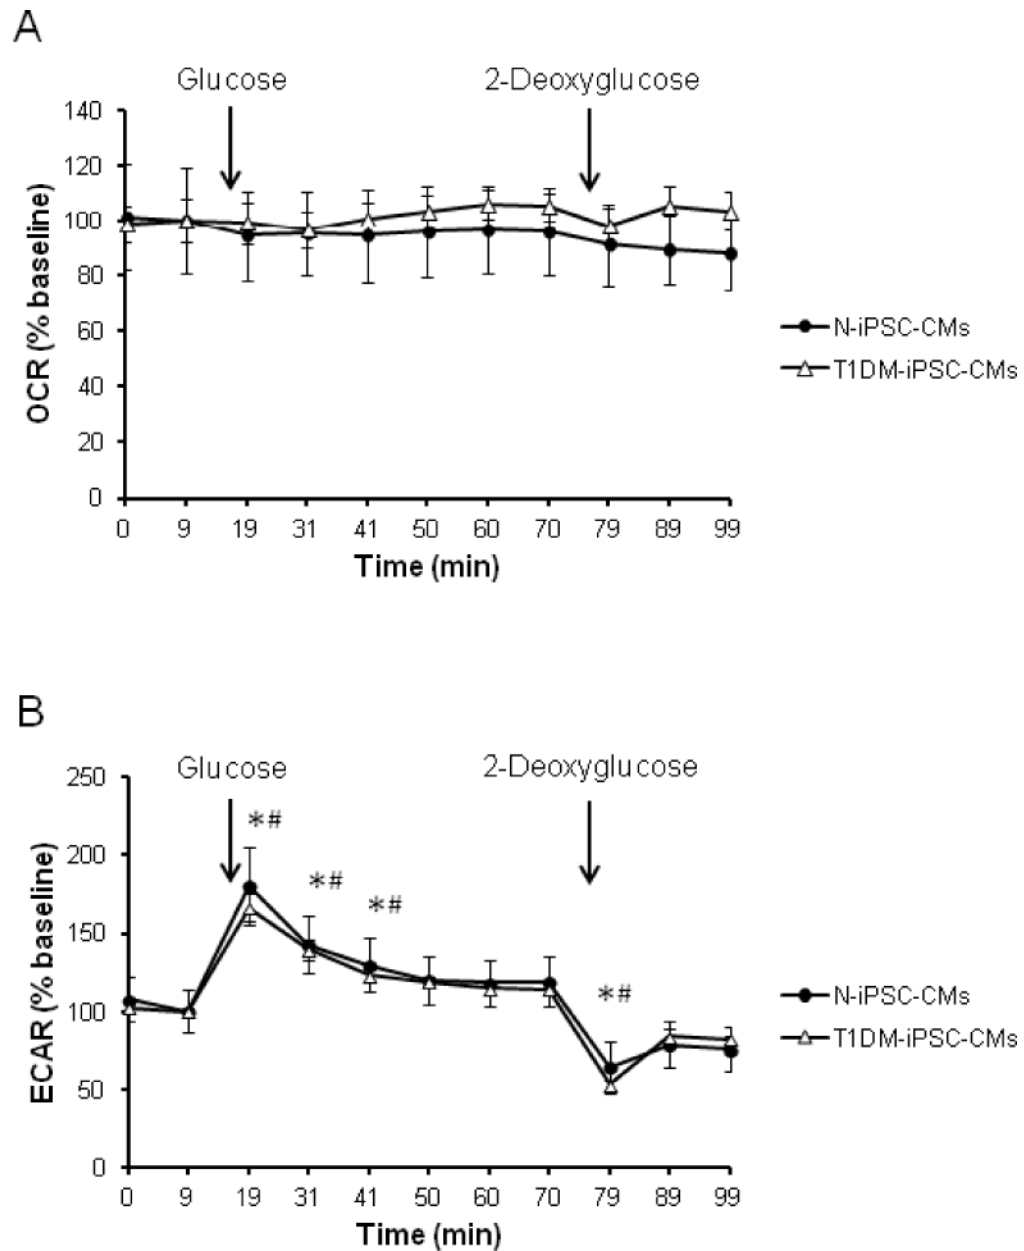 A
Glucose 2-Deoxyglucose
140
120
100
80
60
40
20
0
OCR (% baseline)
0 9 19 31 41 50 60 70 79 89 99
Time (min)
N-iPSC-CMs
T1DM-iPSC-CMs
B
Glucose 2-Deoxyglucose
250
200
150
100
50
0
ECAR (% baseline)
*#
*#
*#
*#
0 9 19 31 41 50 60 70 79 89 99
Time (min)
N-iPSC-CMs
T1DM-iPSC-CMs